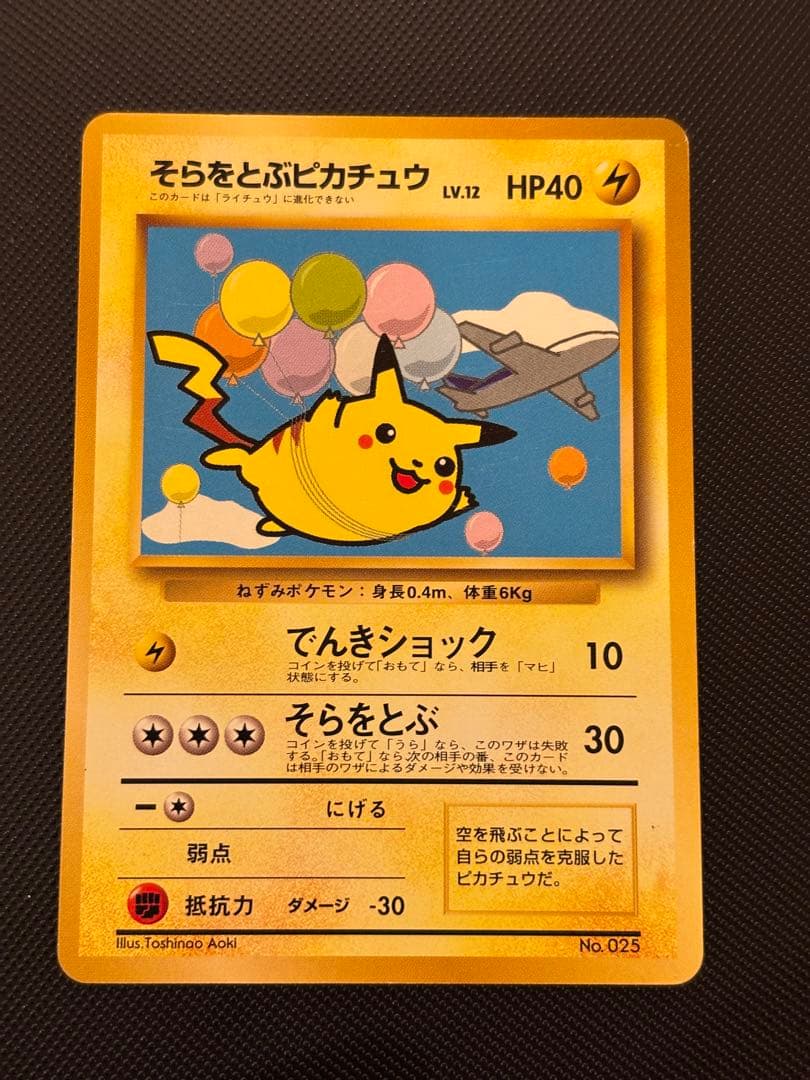 そらをとぶピカチュウ LV.12 HP40
このカードは「ライチュウ」に進化できない
ねずみポケモン：身長0.4m、体重6Kg
でんきショック 10
コインを投げて「おもて」なら、相手を「マヒ」
状態にする。
そらをとぶ 30
コインを投げて「うら」なら、このワザは失敗
する。「おもて」なら次の相手の番、このカード
は相手のワザによるダメージや効果を受けない。
ーにげる
弱点
抵抗力 ダメージ -30
空を飛ぶことによって
自らの弱点を克服した
ピカチュウだ。
Illus.Toshinao Aoki
No. 025